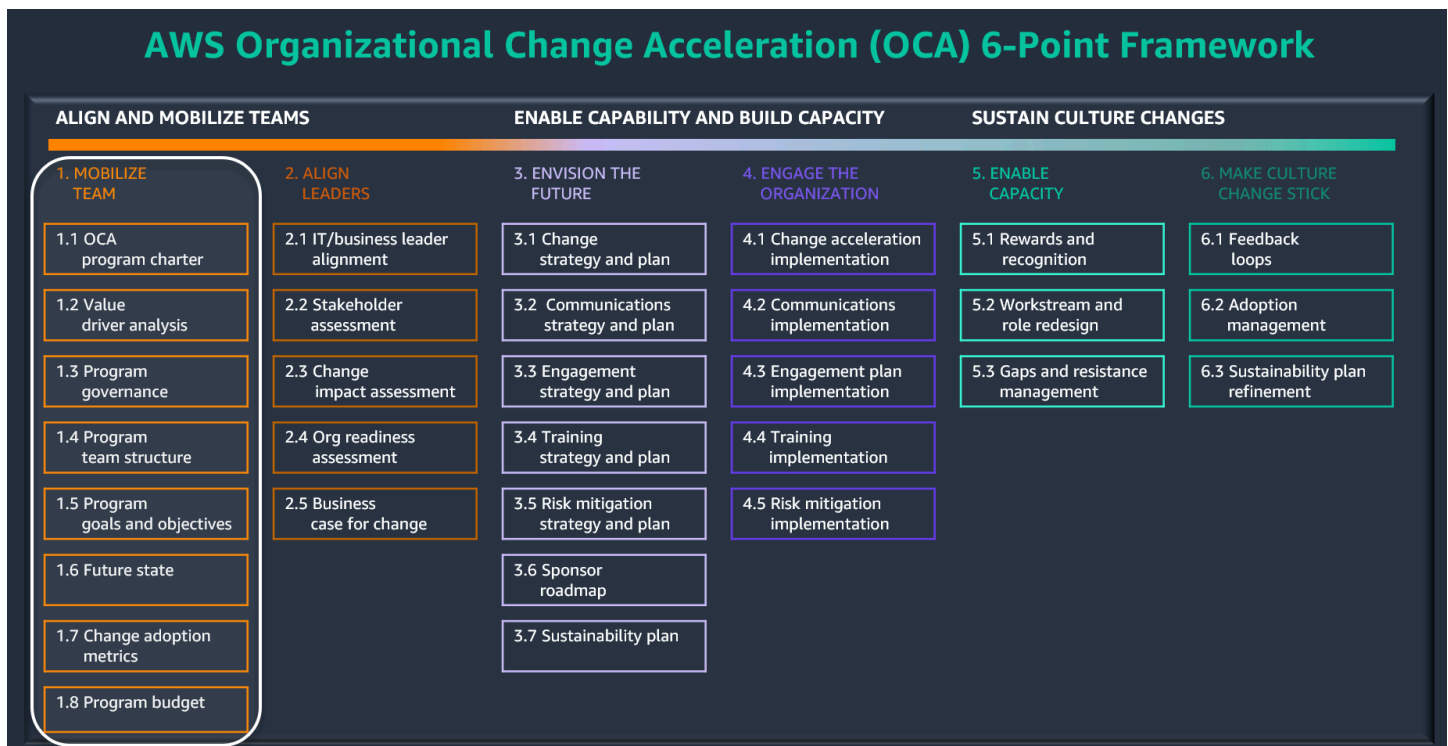 AWS Organizational Change Acceleration (OCA) 6-Point Framework
ALIGN AND MOBILIZE TEAMS
ENABLE CAPABILITY AND BUILD CAPACITY
SUSTAIN CULTURE CHANGES
1. MOBILIZE
TEAM
1.1 OCA
program charter
1.2 Value
driver analysis
1.3 Program
governance
1.4 Program
team structure
1.5 Program
goals and objectives
1.6 Future state
1.7 Change adoption
metrics
1.8 Program budget
2. ALIGN
LEADERS
2.1 IT/business leader
alignment
2.2 Stakeholder
assessment
2.3 Change
impact assessment
2.4 Org readiness
assessment
2.5 Business
case for change
3. ENVISION THE
FUTURE
3.1 Change
strategy and plan
3.2 Communications
strategy and plan
3.3 Engagement
strategy and plan
3.4 Training
strategy and plan
3.5 Risk mitigation
strategy and plan
3.6 Sponsor
roadmap
3.7 Sustainability plan
4. ENGAGE THE
ORGANIZATION
4.1 Change acceleration
implementation
4.2 Communications
implementation
4.3 Engagement plan
implementation
4.4 Training
implementation
4.5 Risk mitigation
implementation
5. ENABLE
CAPACITY
5.1 Rewards and
recognition
5.2 Workstream and
role redesign
5.3 Gaps and resistance
management
6. MAKE CULTURE
CHANGE STICK
6.1 Feedback
loops
6.2 Adoption
management
6.3 Sustainability plan
refinement